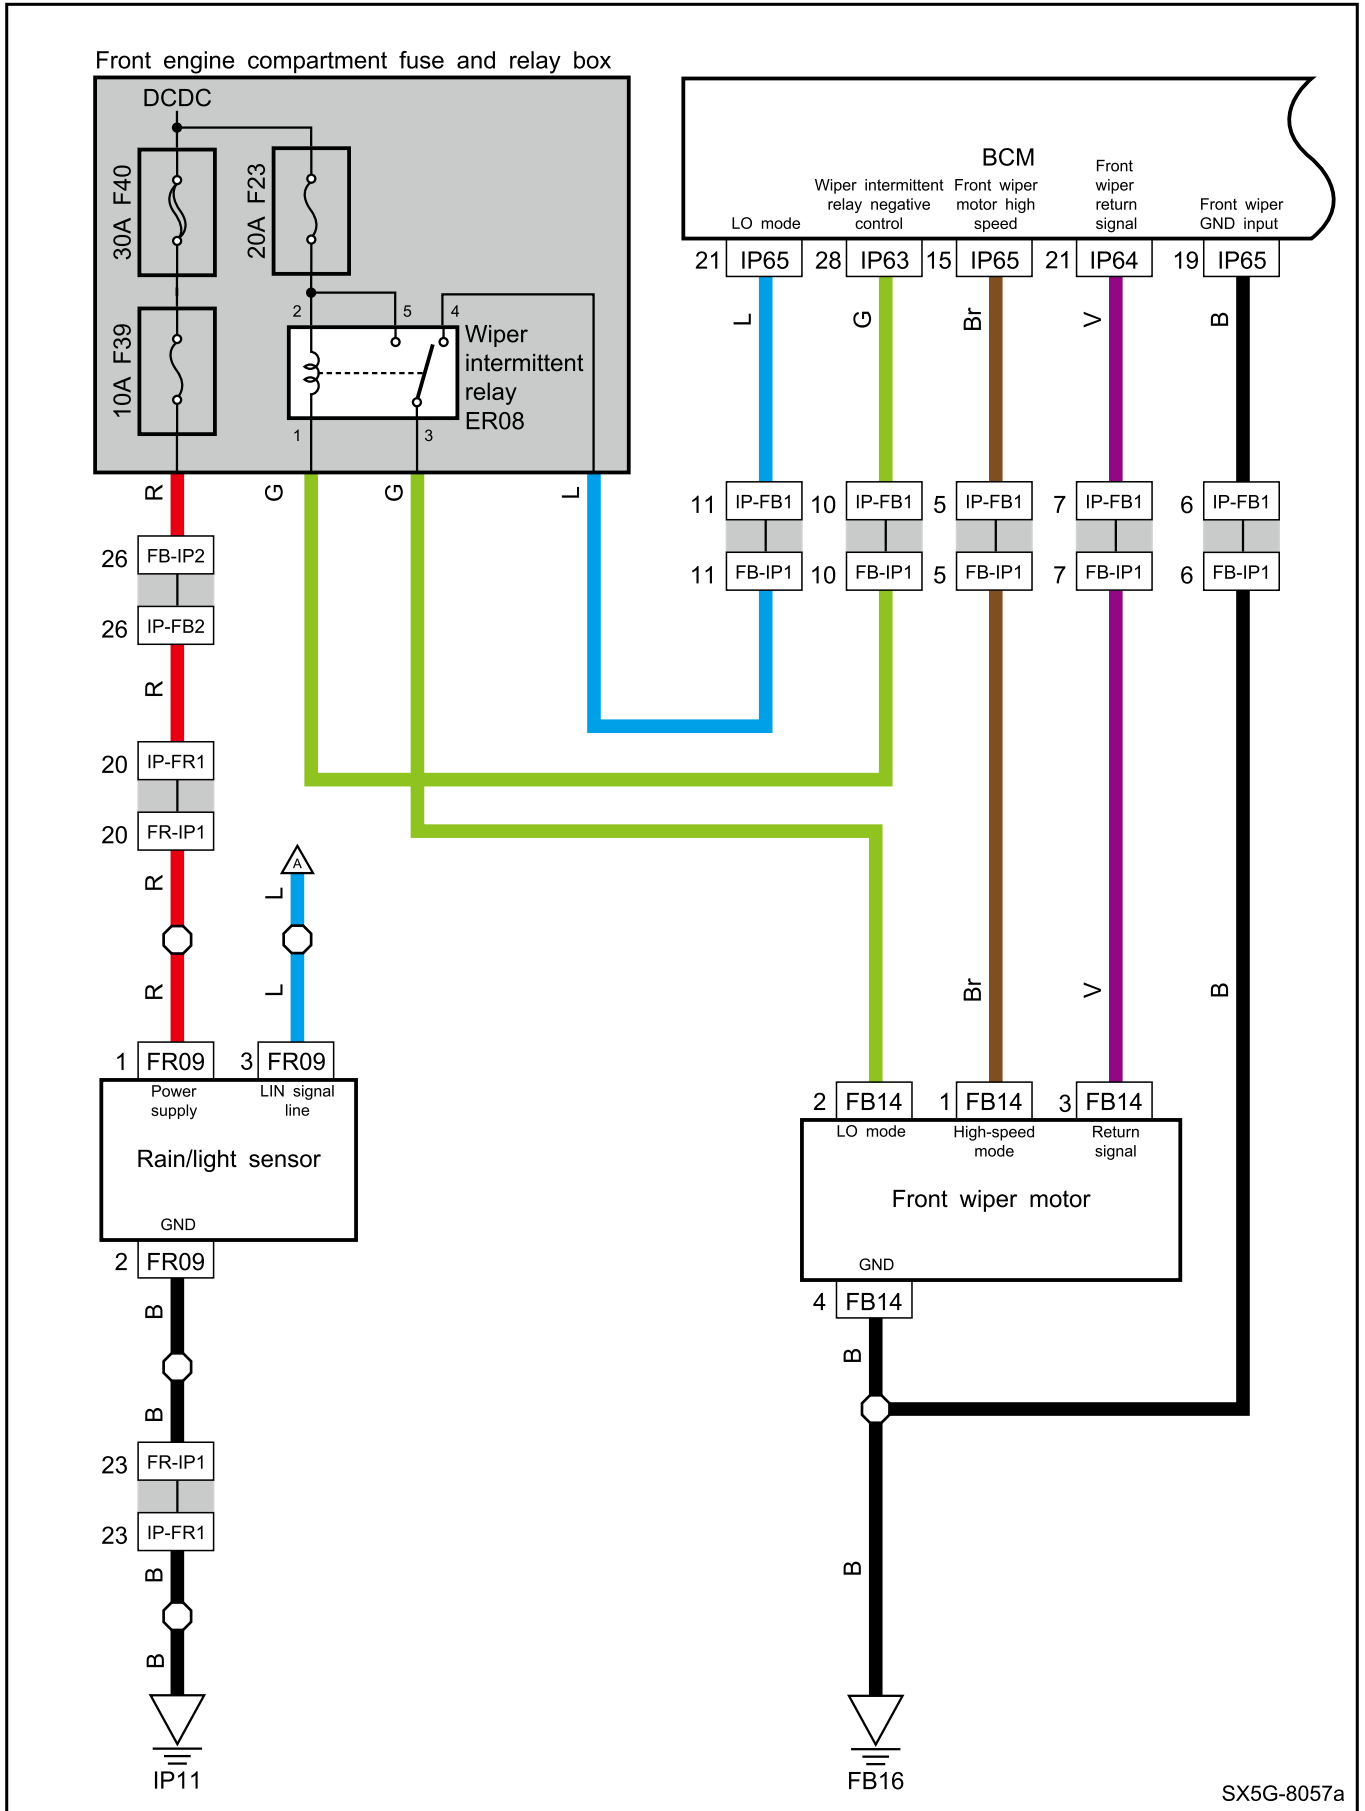 Front engine compartment fuse and relay box
DCDC
30A F40
20A F23
10A F39
2
5
4
Wiper
intermittent
relay
ER08
1
3
BCM
LO mode
Wiper intermittent
relay negative
control
Front wiper
motor high
speed
Front
wiper
return
signal
Front wiper
GND input
21 IP65
28 IP63
15 IP65
21 IP64
19 IP65
L
G
Br
V
B
R
G
G
L
11 IP-FB1
10 IP-FB1
5 IP-FB1
7 IP-FB1
6 IP-FB1
26 FB-IP2
11 FB-IP1
10 FB-IP1
5 FB-IP1
7 FB-IP1
6 FB-IP1
26 IP-FB2
R
20 IP-FR1
20 FR-IP1
A
R
L
R
L
Br
V
B
1 FR09
3 FR09
Power
supply
LIN signal
line
Rain/light sensor
GND
2 FR09
2 FB14
1 FB14
3 FB14
LO mode
High-speed
mode
Return
signal
Front wiper motor
GND
4 FB14
B
B
B
23 FR-IP1
23 IP-FR1
B
B
B
IP11
FB16
SX5G-8057a